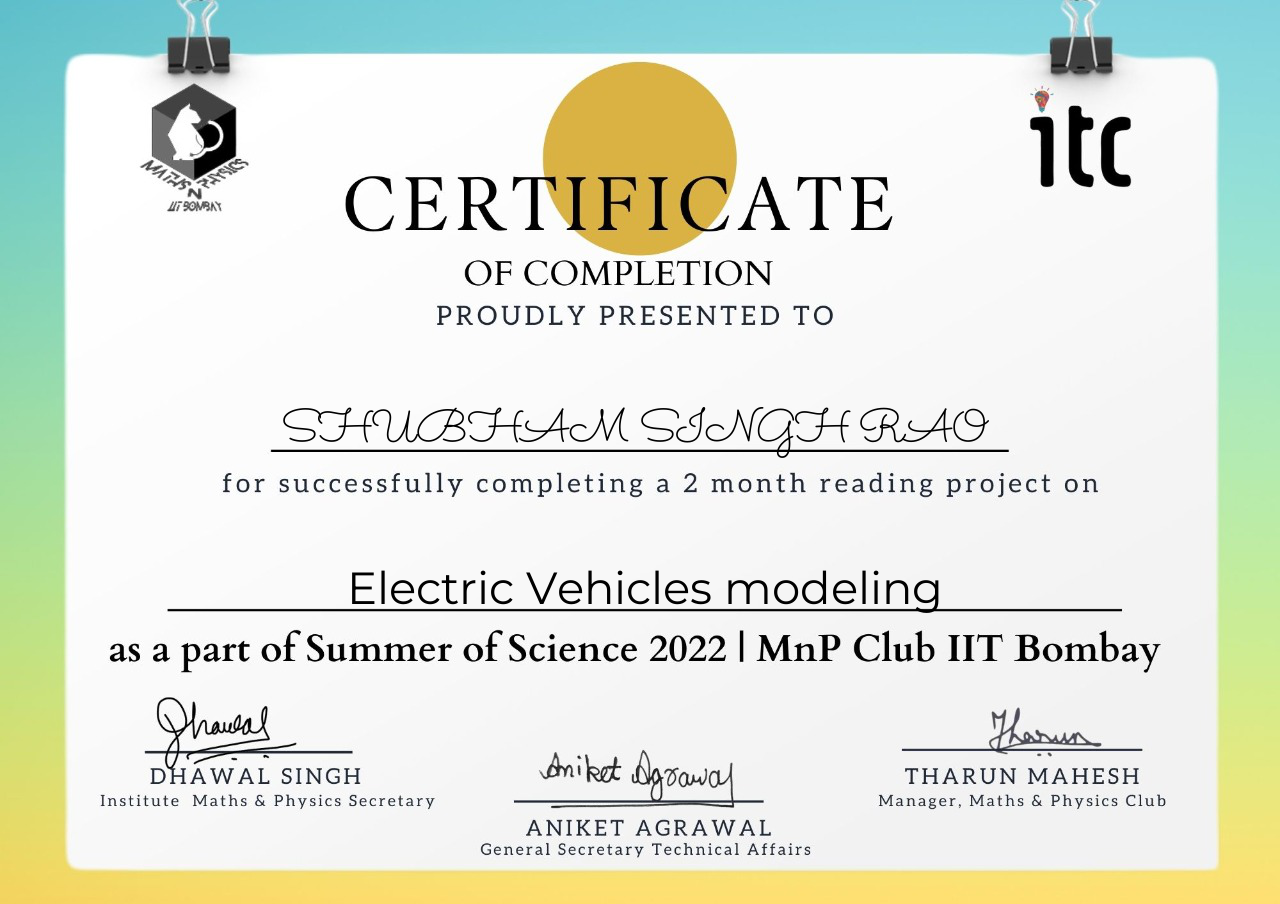 MATHS N PHYSICS
IIT BOMBAY
itc
CERTIFICATE
OF COMPLETION
PROUDLY PRESENTED TO
SHUBHAM SINGH RAO
for successfully completing a 2 month reading project on
Electric Vehicles modeling
as a part of Summer of Science 2022 | MnP Club IIT Bombay
Dhawal
DHAWAL SINGH
Institute Maths & Physics Secretary
Aniket Agrawal
ANIKET AGRAWAL
General Secretary Technical Affairs
Tharun
THARUN MAHESH
Manager, Maths & Physics Club